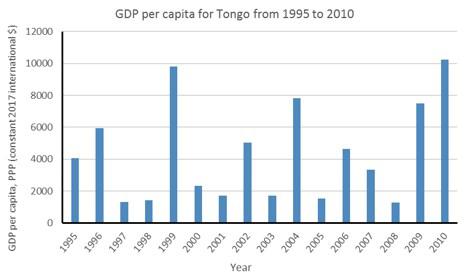 GDP per capita for Tongo from 1995 to 2010
GDP per capita, PPP (constant 2017 international $)
12000
10000
8000
6000
4000
2000
0
1995 1996 1997 1998 1999 2000 2001 2002 2003 2004 2005 2006 2007 2008 2009 2010
Year